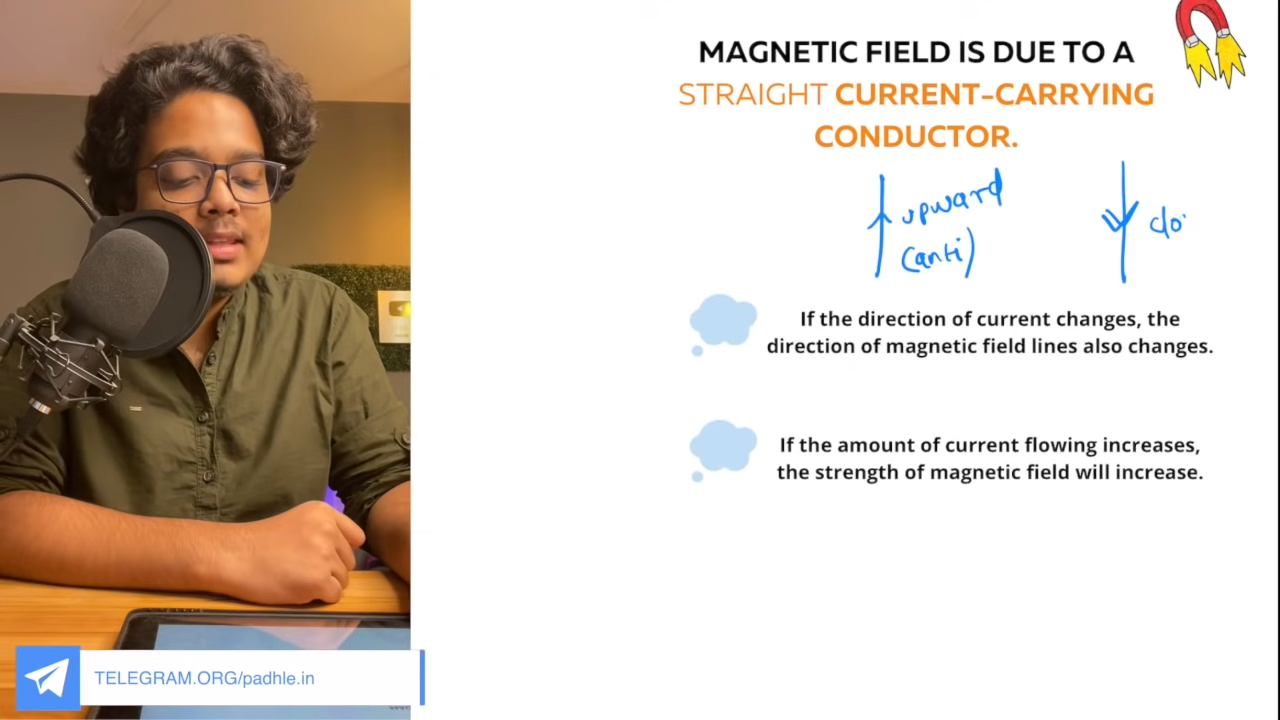 MAGNETIC FIELD IS DUE TO A
STRAIGHT CURRENT-CARRYING
CONDUCTOR.
upward
(anti)
do
If the direction of current changes, the
direction of magnetic field lines also changes.
If the amount of current flowing increases,
the strength of magnetic field will increase.
TELEGRAM.ORG/padhle.in